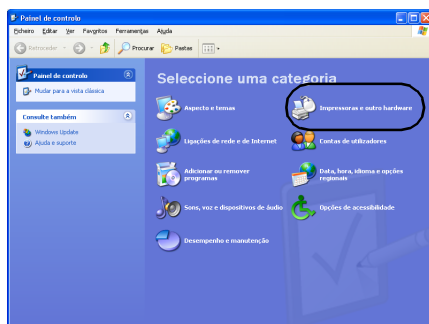 Painel de controlo
Ficheiro Editar Ver Favoritos Ferramentas Ajuda
Retroceder Procurar Pastas
Painel de controlo
Mudar para a vista clássica
Consulte também
Windows Update
Ajuda e suporte
Seleccione uma categoria
Aspecto e temas
Impressoras e outro hardware
Ligações de rede e de Internet
Contas de utilizadores
Adicionar ou remover
programas
Data, hora, idioma e opções
regionais
Sons, voz e dispositivos de áudio
Opções de acessibilidade
Desempenho e manutenção